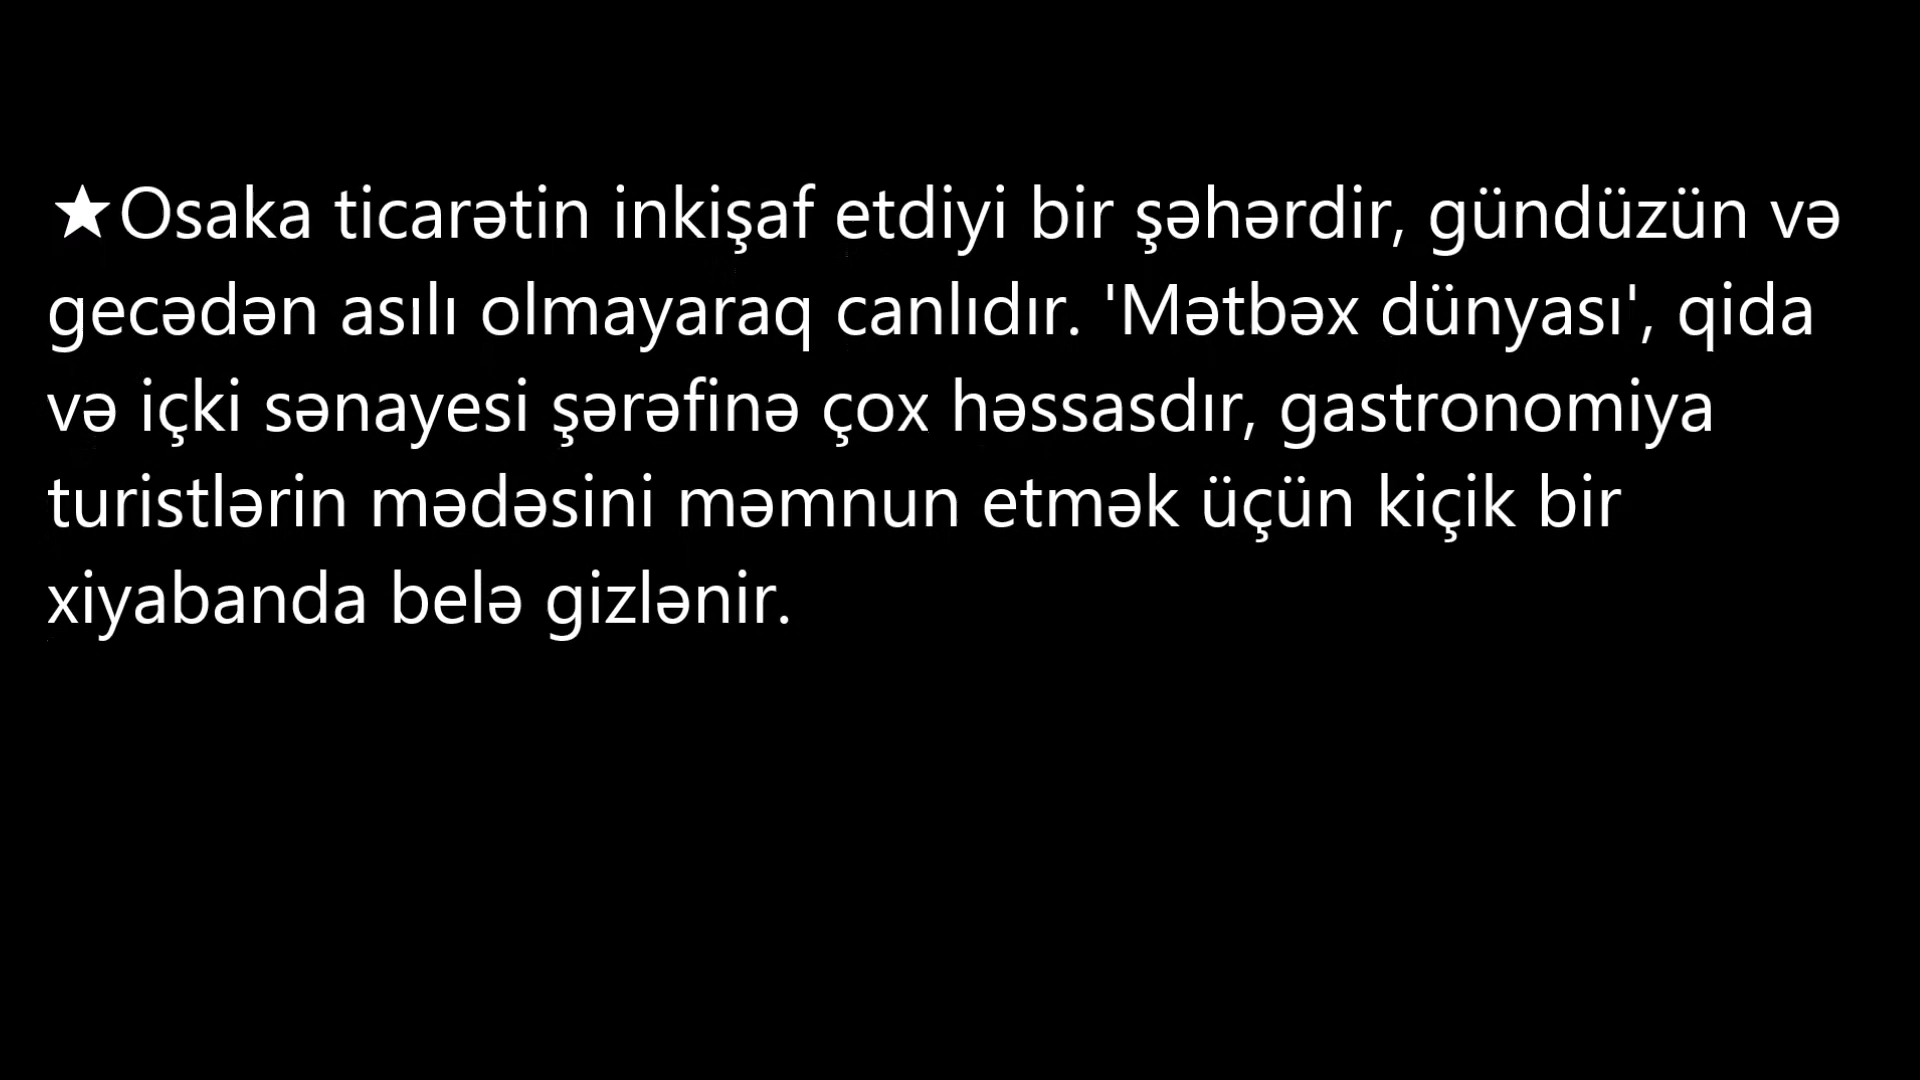 ★Osaka ticarətin inkişaf etdiyi bir şəhərdir, gündüzün və
gecədən asılı olmayaraq canlıdır. 'Mətbəx dünyası', qida
və içki sənayesi şərəfinə çox həssasdır, gastronomiya
turistlərin mədəsini məmnun etmək üçün kiçik bir
xiyabanda belə gizlənir.